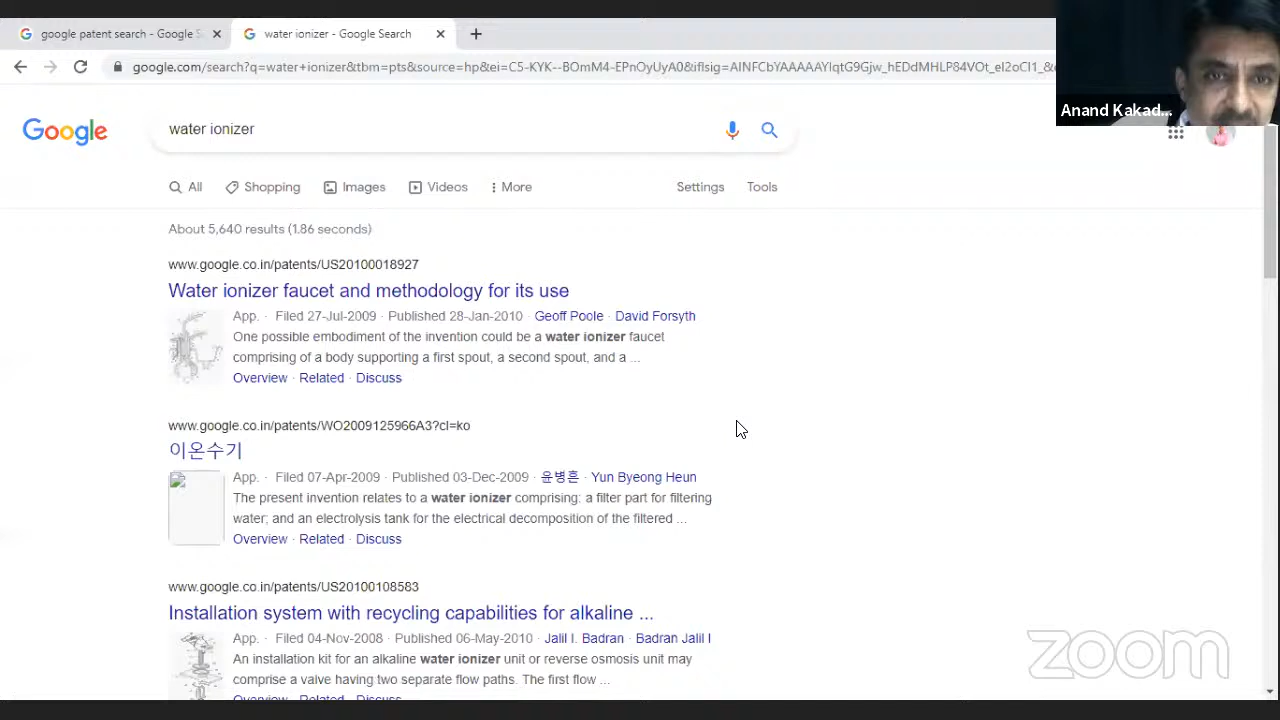 google patent search - Google S
water ionizer - Google Search
google.com/search?q=water+ionizer&tbm=pts&source=hp&ei=C5-KYK--BOmM4-EPnOyUyA0&iflsig=AINFCbYAAAAAYIqtG9Gjw_hEDdMHLP84VOt_el2oCI1_&
Anand Kakad...
Google
water ionizer
All
Shopping
Images
Videos
More
Settings
Tools
About 5,640 results (1.86 seconds)
www.google.co.in/patents/US20100018927
Water ionizer faucet and methodology for its use
App. · Filed 27-Jul-2009 · Published 28-Jan-2010 · Geoff Poole · David Forsyth
One possible embodiment of the invention could be a water ionizer faucet
comprising of a body supporting a first spout, a second spout, and a ...
Overview · Related · Discuss
www.google.co.in/patents/WO2009125966A3?cl=ko
이온수기
App. · Filed 07-Apr-2009 · Published 03-Dec-2009 · 윤병훈 · Yun Byeong Heun
The present invention relates to a water ionizer comprising: a filter part for filtering
water; and an electrolysis tank for the electrical decomposition of the filtered ...
Overview · Related · Discuss
www.google.co.in/patents/US20100108583
Installation system with recycling capabilities for alkaline ...
App. · Filed 04-Nov-2008 · Published 06-May-2010 · Jalil I. Badran · Badran Jalil I
An installation kit for an alkaline water ionizer unit or reverse osmosis unit may
comprise a valve having two separate flow paths. The first flow ...
Overview · Related · Discuss
zoom